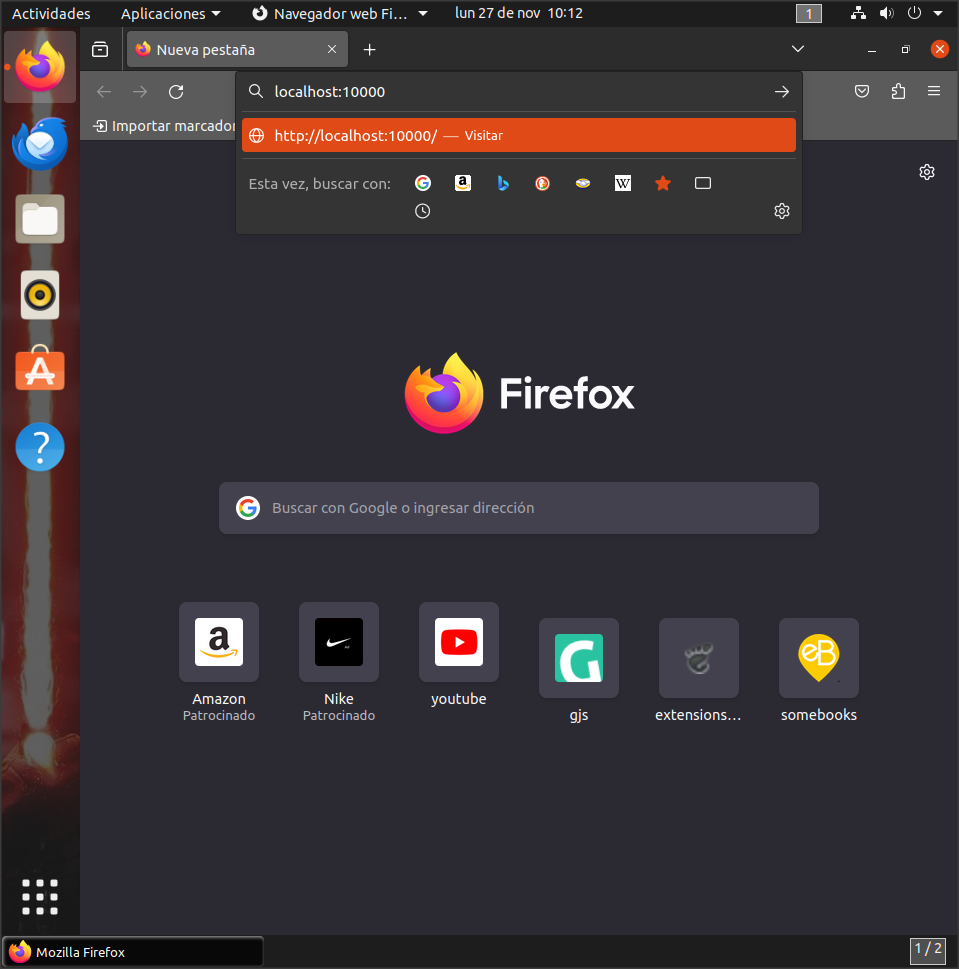 Actividades Aplicaciones Navegador web Fi... lun 27 de nov 10:12 1
Nueva pestaña
localhost:10000
Importar marcador
http://localhost:10000/ — Visitar
Esta vez, buscar con:
Firefox
Buscar con Google o ingresar dirección
Amazon
Patrocinado
Nike
Patrocinado
youtube
gjs
extensions...
somebooks
Mozilla Firefox
1 / 2